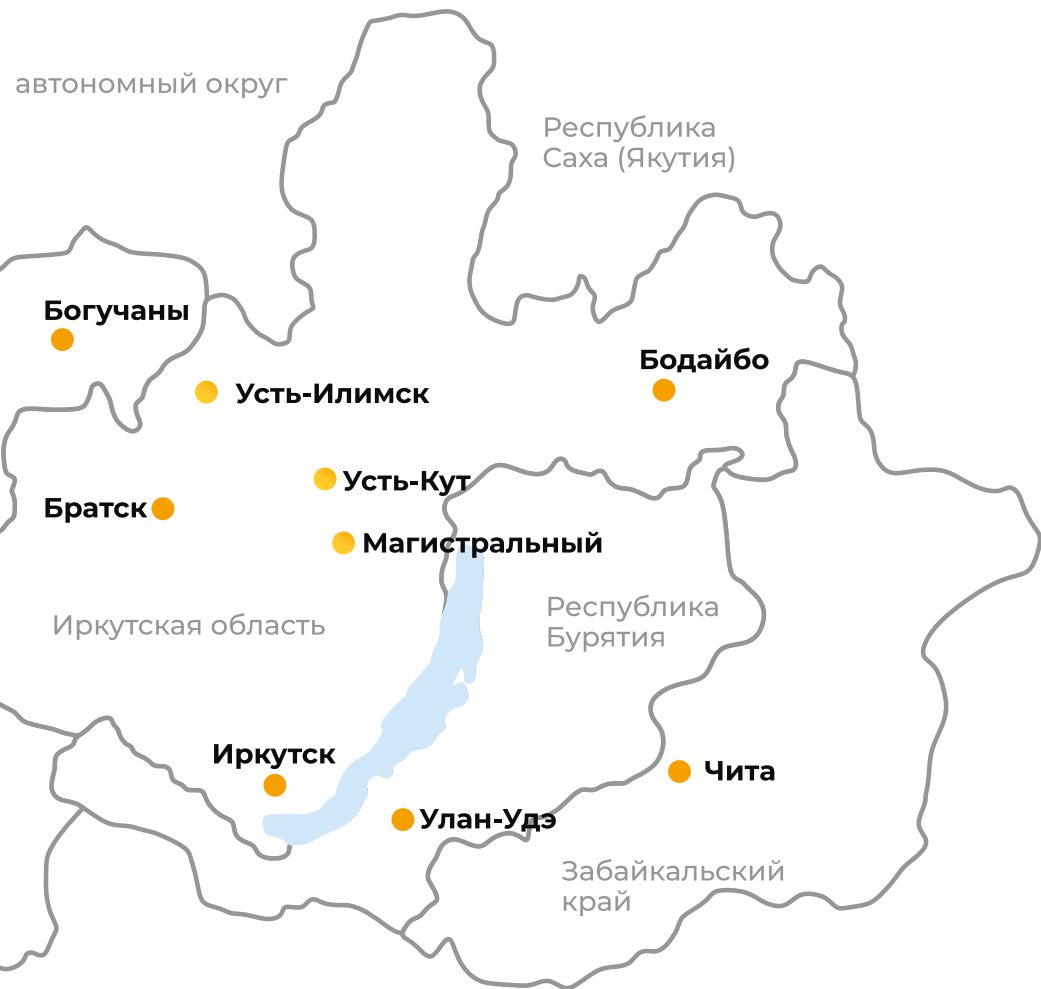 автономный округ
Республика
Саха (Якутия)
Богучаны
Бодайбо
Усть-Илимск
Усть-Кут
Братск
Магистральный
Республика
Бурятия
Иркутская область
Иркутск
Чита
Улан-Удэ
Забайкальский
край